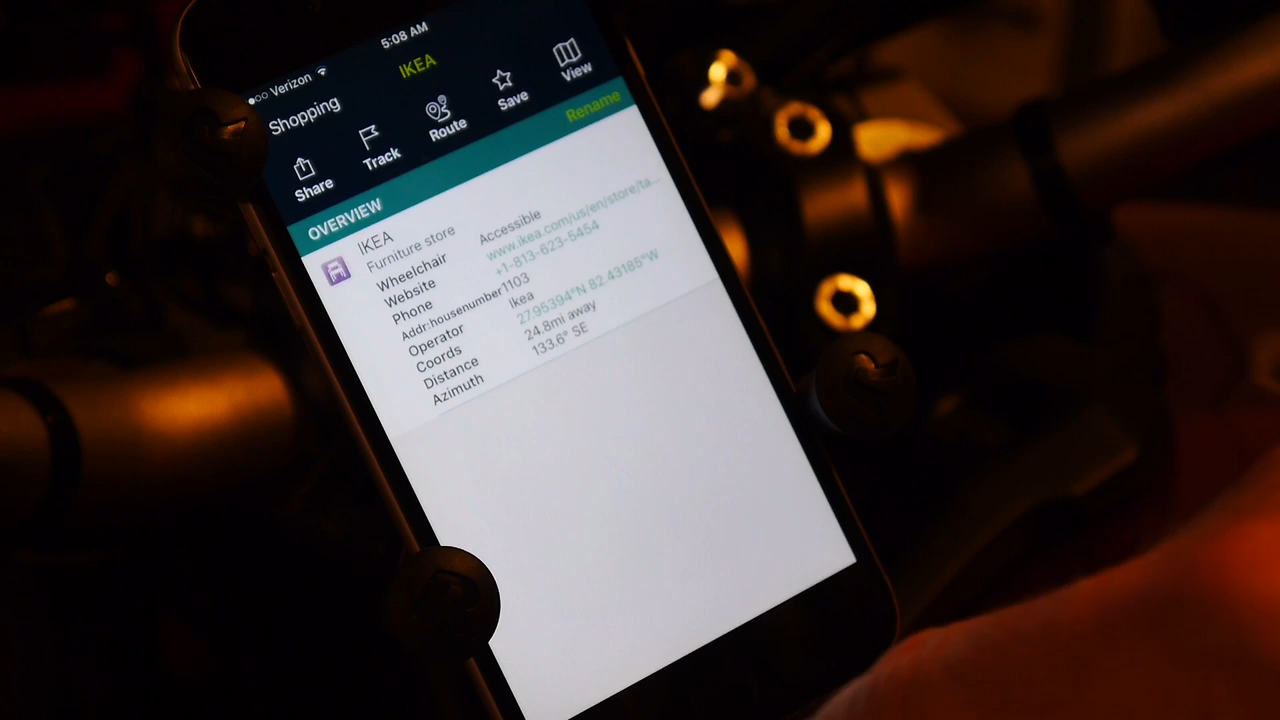 ●○○ Verizon 5:08 AM
Shopping IKEA
Share Track Route Save View
OVERVIEW Rename
IKEA
Furniture store
Wheelchair Accessible
Website www.ikea.com/us/en/store/ta...
Phone +1-813-623-5454
Addr:housenumber 1103
Operator Ikea
Coords 27.95394°N 82.43185°W
Distance 24.8mi away
Azimuth 133.6° SE